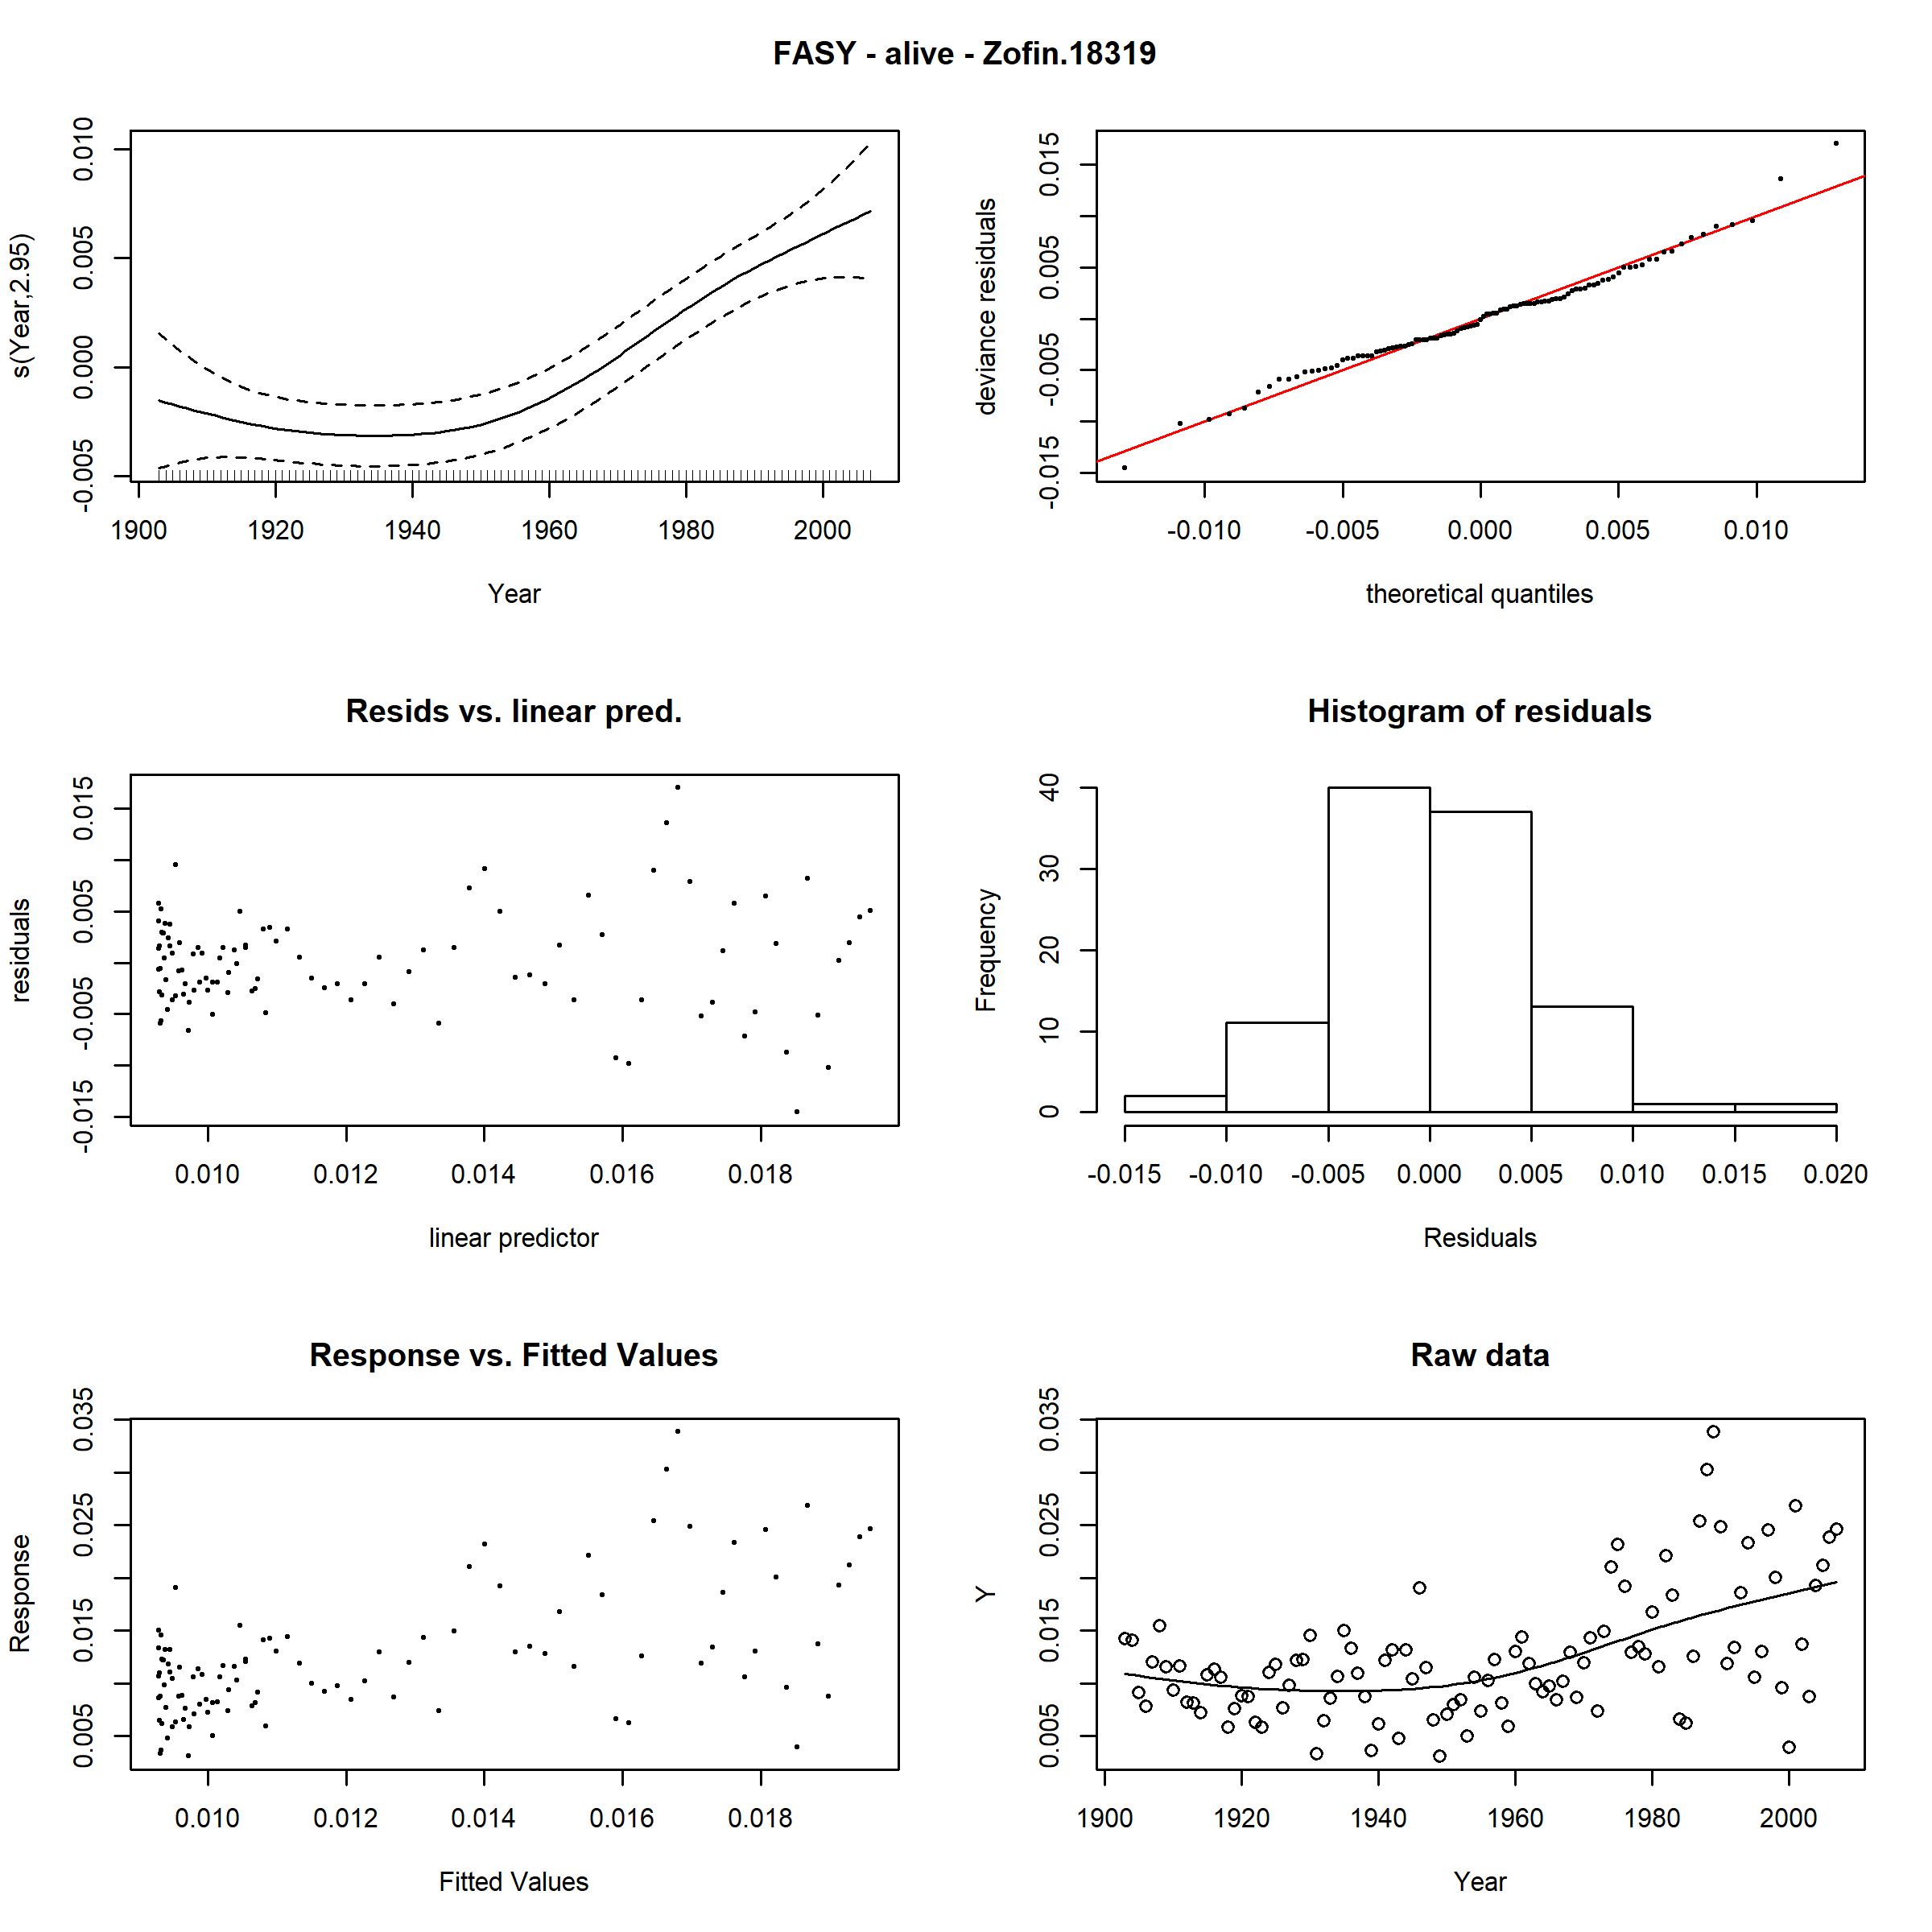 FASY - alive - Zofin.18319
s(Year,2.95)
-0.005 0.000 0.005 0.010
1900 1920 1940 1960 1980 2000
Year
deviance residuals
-0.015 -0.005 0.005 0.015
-0.010 -0.005 0.000 0.005 0.010
theoretical quantiles
Resids vs. linear pred.
residuals
-0.015 -0.005 0.005 0.015
0.010 0.012 0.014 0.016 0.018
linear predictor
Histogram of residuals
Frequency
0 10 20 30 40
-0.015 -0.010 -0.005 0.000 0.005 0.010 0.015 0.020
Residuals
Response vs. Fitted Values
Response
0.005 0.015 0.025 0.035
0.010 0.012 0.014 0.016 0.018
Fitted Values
Raw data
Y
0.005 0.015 0.025 0.035
1900 1920 1940 1960 1980 2000
Year